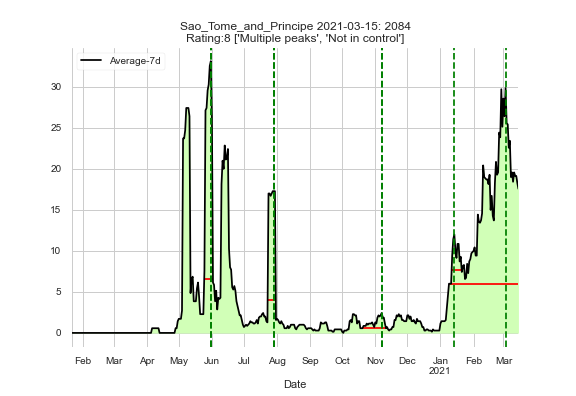 Sao_Tome_and_Principe 2021-03-15: 2084
Rating:8 ['Multiple peaks', 'Not in control']
Average-7d
30
25
20
15
10
5
0
Feb Mar Apr May Jun Jul Aug Sep Oct Nov Dec Jan Feb Mar
2021
Date